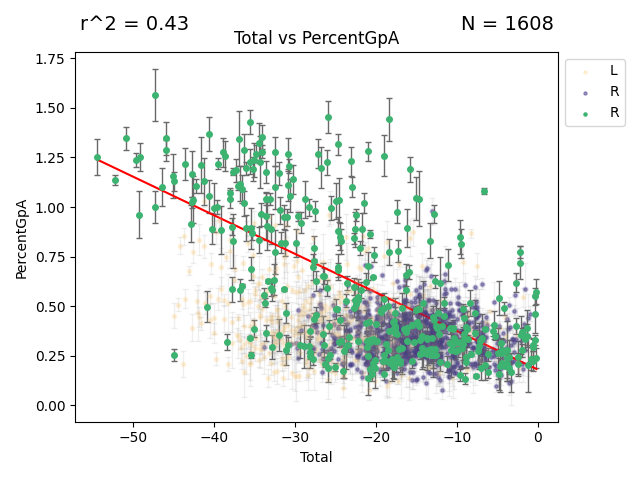 r^2 = 0.43 N = 1608
Total vs PercentGpA
1.75
1.50
1.25
1.00
0.75
0.50
0.25
0.00
PercentGpA
−50 −40 −30 −20 −10 0
Total
L
R
R